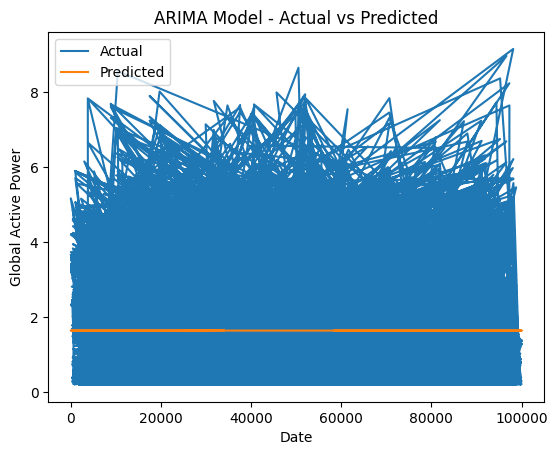 ARIMA Model - Actual vs Predicted
Actual
Predicted
Global Active Power
8
6
4
2
0
0
20000
40000
60000
80000
100000
Date